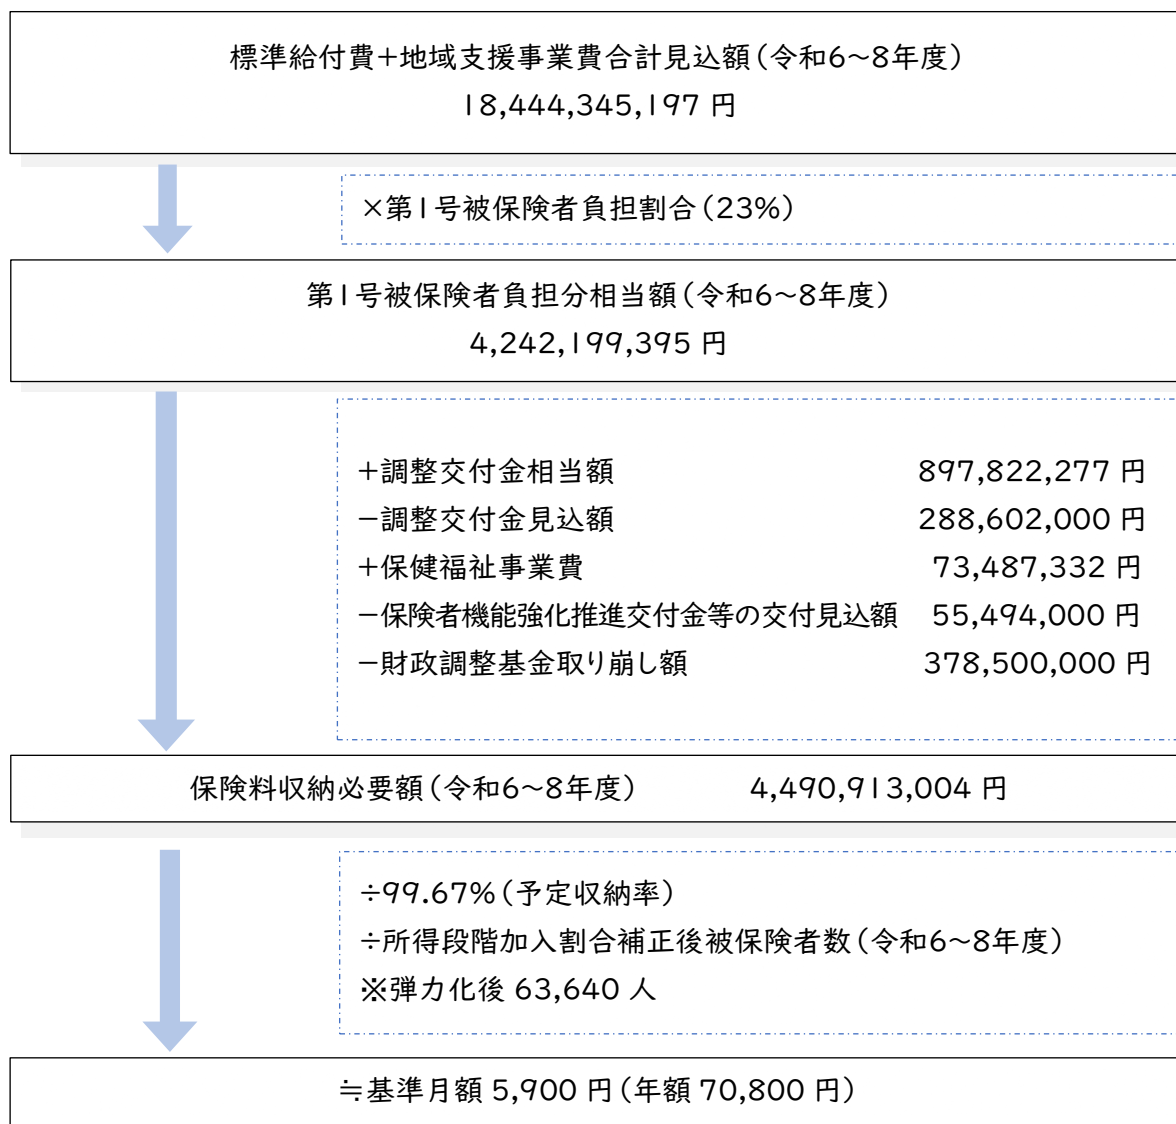 標準給付費+地域支援事業費合計見込額(令和6~8年度)
18,444,345,197 円
×第1号被保険者負担割合(23%)
第1号被保険者負担分相当額(令和6~8年度)
4,242,199,395 円
+調整交付金相当額 897,822,277 円
-調整交付金見込額 288,602,000 円
+保健福祉事業費 73,487,332 円
-保険者機能強化推進交付金等の交付見込額 55,494,000 円
-財政調整基金取り崩し額 378,500,000 円
保険料収納必要額(令和6~8年度) 4,490,913,004 円
÷99.67%(予定収納率)
÷所得段階加入割合補正後被保険者数(令和6~8年度)
※弾力化後 63,640 人
≒基準月額 5,900 円(年額 70,800 円)